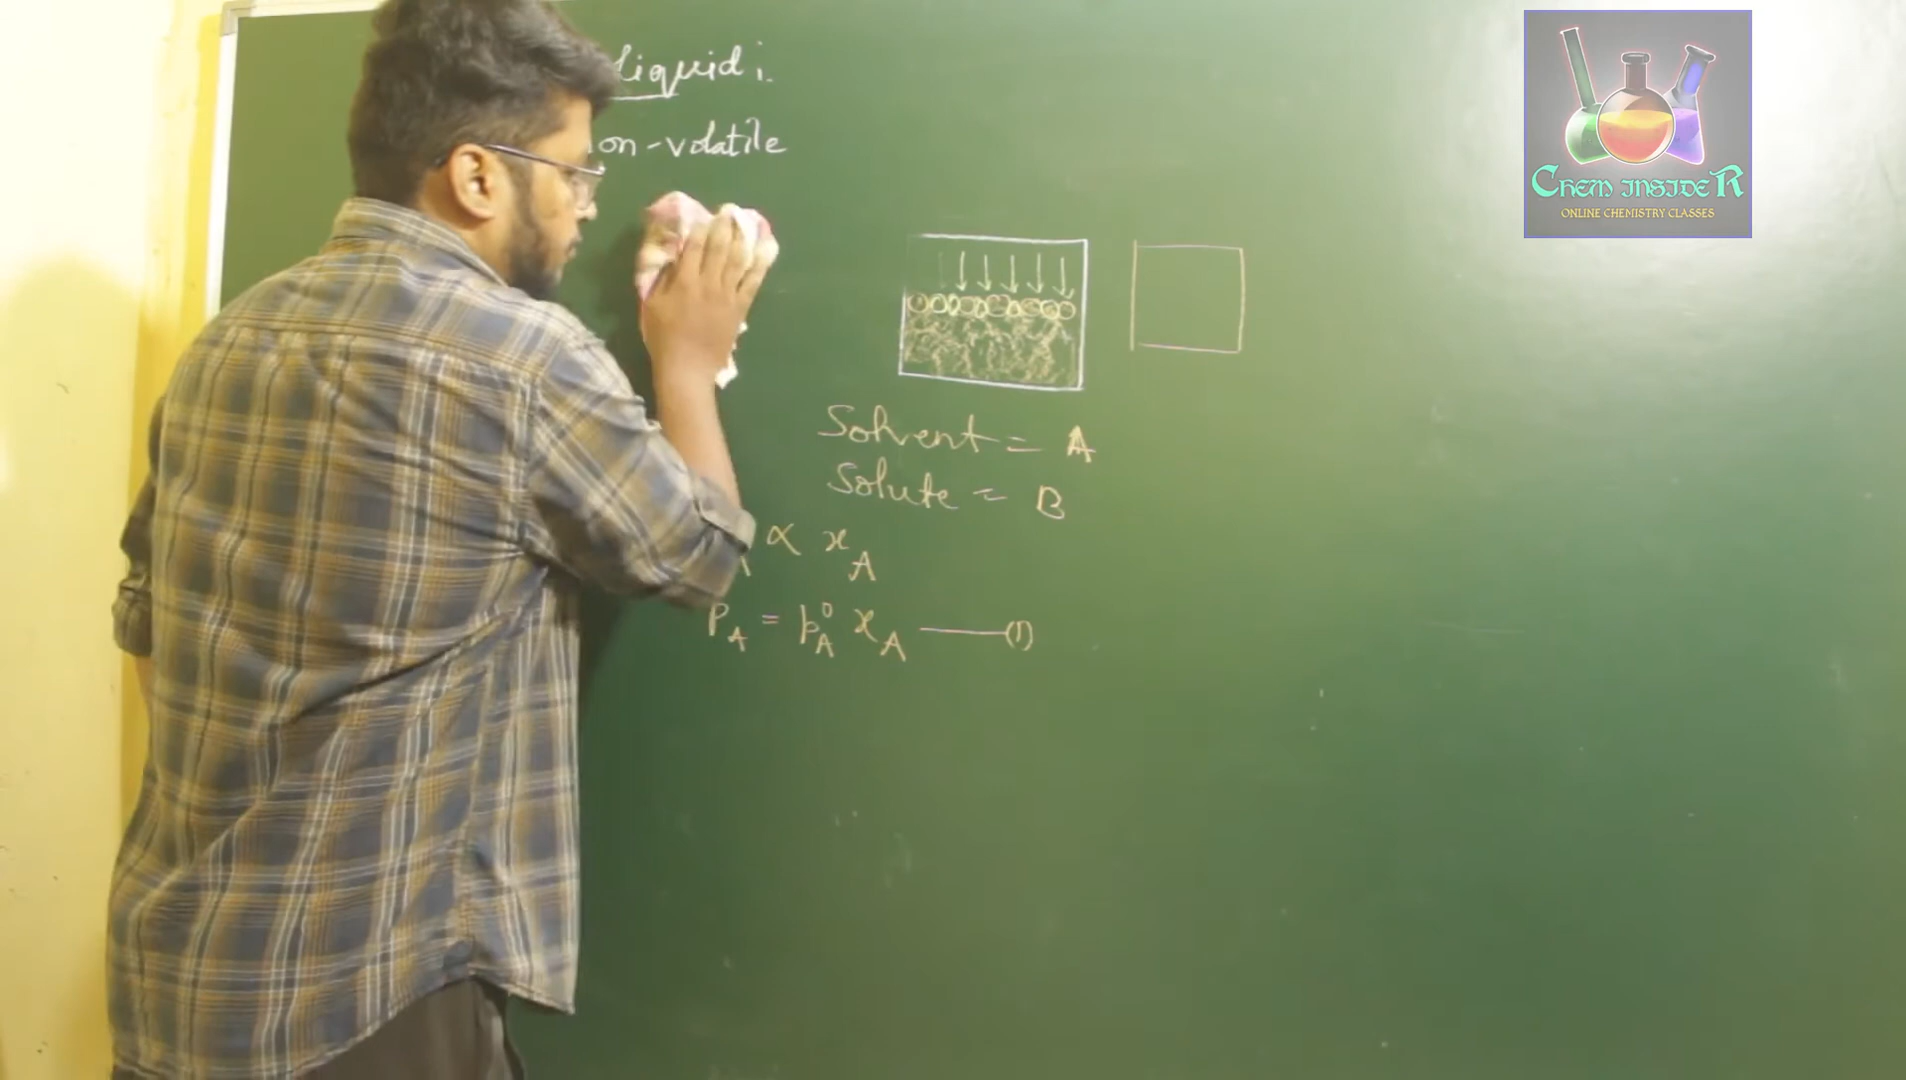 liquid:
on-volatile
Solvent = A
Solute = B
A ∝ x_A
P_A = p°_A x_A ——(1)
CHEM INSIDER
ONLINE CHEMISTRY CLASSES